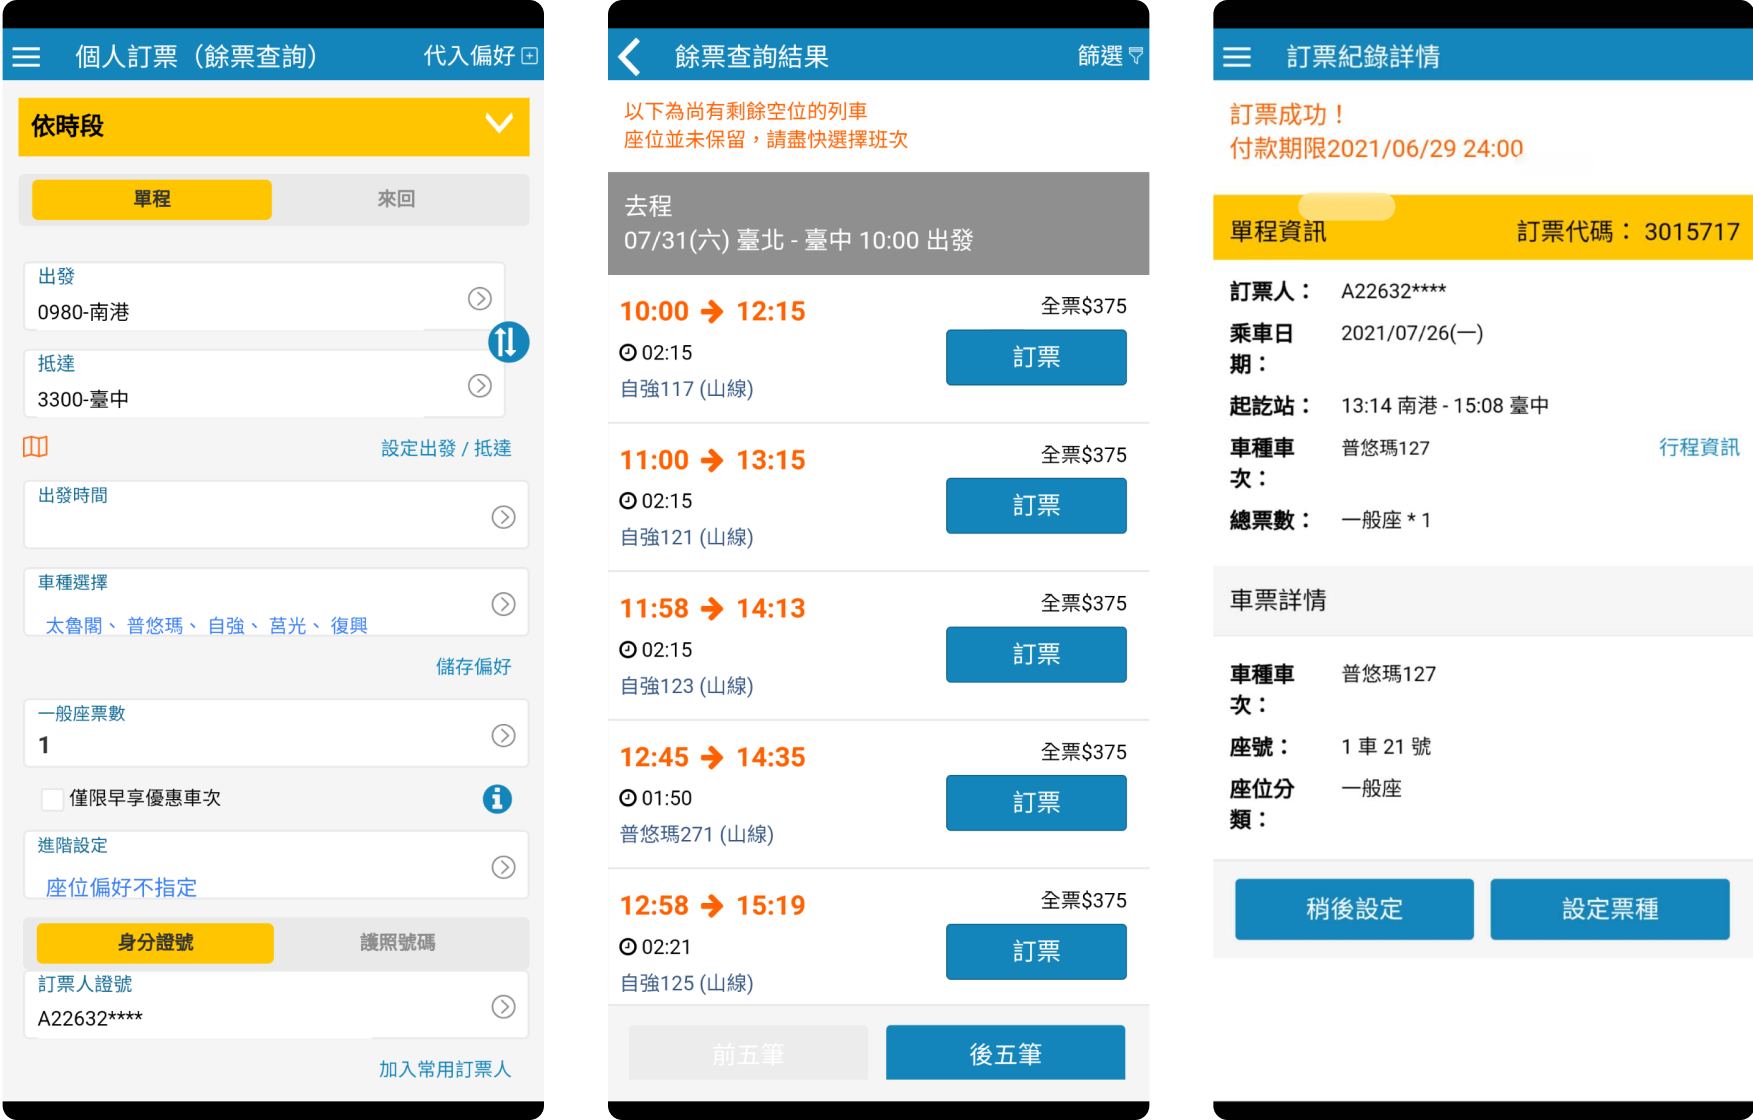 個人訂票（餘票查詢）
代入偏好
依時段
單程
來回
出發
0980-南港
抵達
3300-臺中
設定出發 / 抵達
出發時間
車種選擇
太魯閣、 普悠瑪、 自強、 莒光、 復興
儲存偏好
一般座票數
1
僅限早享優惠車次
進階設定
座位偏好不指定
身分證號
護照號碼
訂票人證號
A22632****
加入常用訂票人
餘票查詢結果
篩選
以下為尚有剩餘空位的列車
座位並未保留，請盡快選擇班次
去程
07/31(六) 臺北 - 臺中 10:00 出發
10:00 → 12:15
全票$375
02:15
訂票
自強117 (山線)
11:00 → 13:15
全票$375
02:15
訂票
自強121 (山線)
11:58 → 14:13
全票$375
02:15
訂票
自強123 (山線)
12:45 → 14:35
全票$375
01:50
訂票
普悠瑪271 (山線)
12:58 → 15:19
全票$375
02:21
訂票
自強125 (山線)
前五筆
後五筆
訂票紀錄詳情
訂票成功！
付款期限2021/06/29 24:00
單程資訊
訂票代碼： 3015717
訂票人： A22632****
乘車日
期：
2021/07/26(一)
起訖站： 13:14 南港 - 15:08 臺中
車種車
次：
普悠瑪127
行程資訊
總票數： 一般座 * 1
車票詳情
車種車
次：
普悠瑪127
座號： 1 車 21 號
座位分
類：
一般座
稍後設定
設定票種